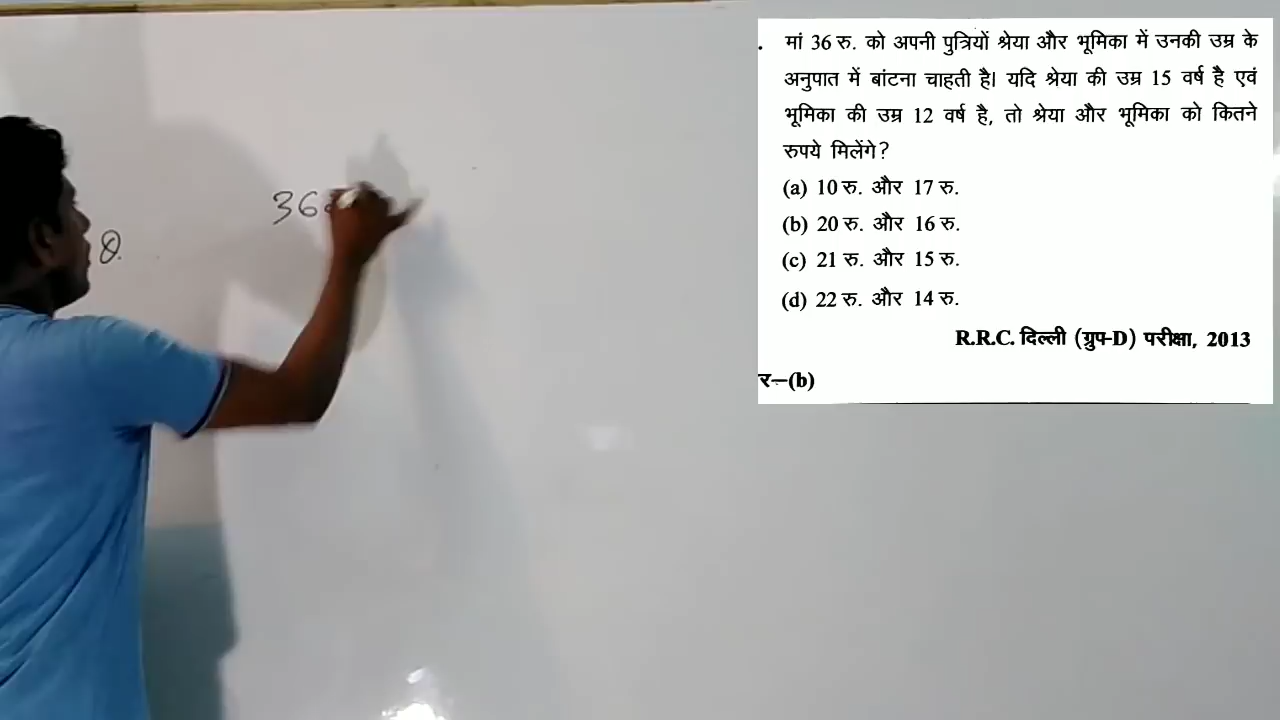 Q.
36
. मां 36 रु. को अपनी पुत्रियों श्रेया और भूमिका में उनकी उम्र के
अनुपात में बांटना चाहती है। यदि श्रेया की उम्र 15 वर्ष है एवं
भूमिका की उम्र 12 वर्ष है, तो श्रेया और भूमिका को कितने
रुपये मिलेंगे?
(a) 10 रु. और 17 रु.
(b) 20 रु. और 16 रु.
(c) 21 रु. और 15 रु.
(d) 22 रु. और 14 रु.
R.R.C. दिल्ली (ग्रुप-D) परीक्षा, 2013
र–(b)